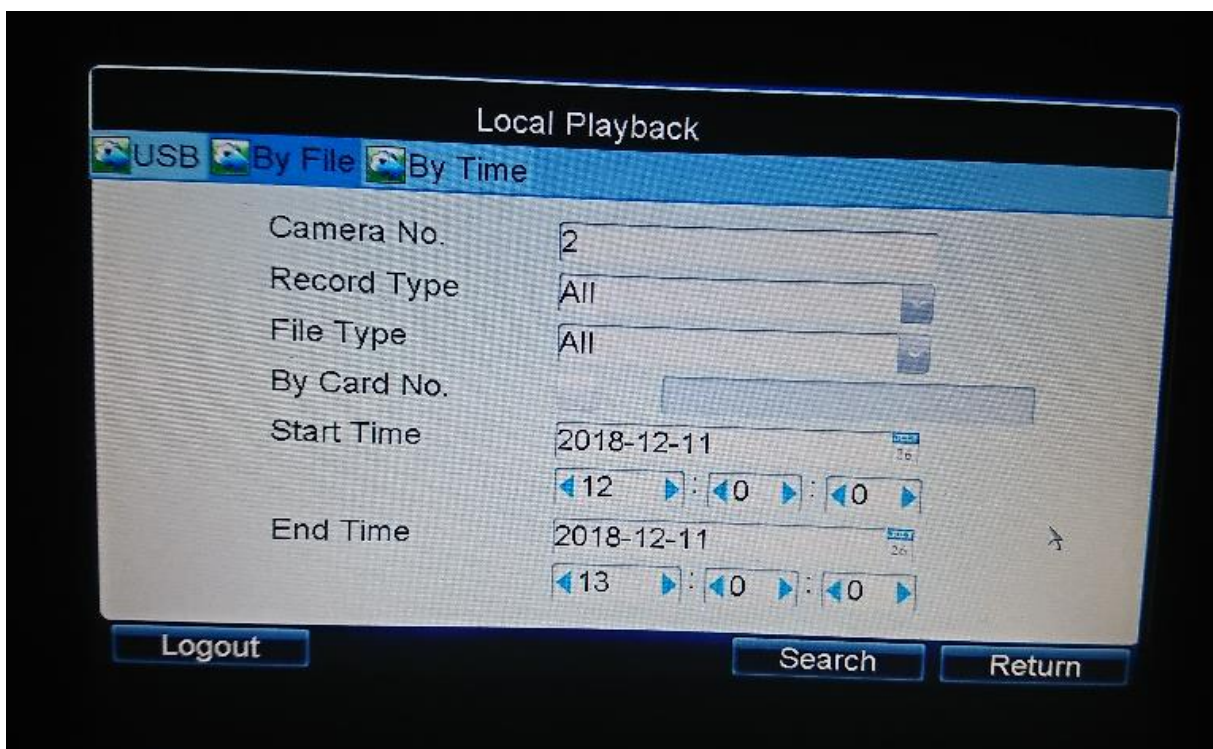 Local Playback
USB By File By Time
Camera No. 2
Record Type All
File Type All
By Card No.
Start Time 2018-12-11
26
12 : 0 : 0
End Time 2018-12-11
26
13 : 0 : 0
Logout Search Return